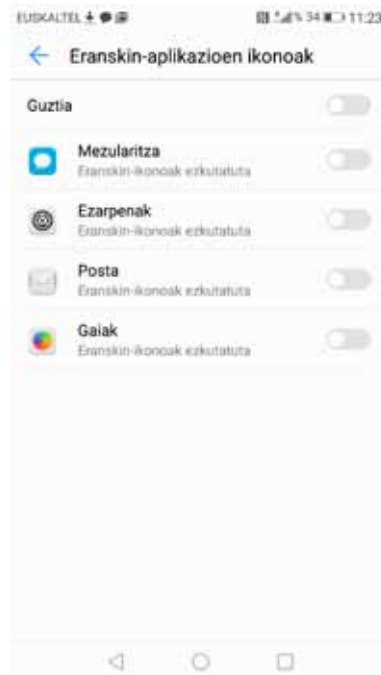 EUSKALTEL 34 11:23
Eranskin-aplikazioen ikonoak
Guztia
Mezularitza
Eranskin-ikonoak ezkutatuta
Ezarpenak
Eranskin-ikonoak ezkutatuta
Posta
Eranskin-ikonoak ezkutatuta
Gaiak
Eranskin-ikonoak ezkutatuta